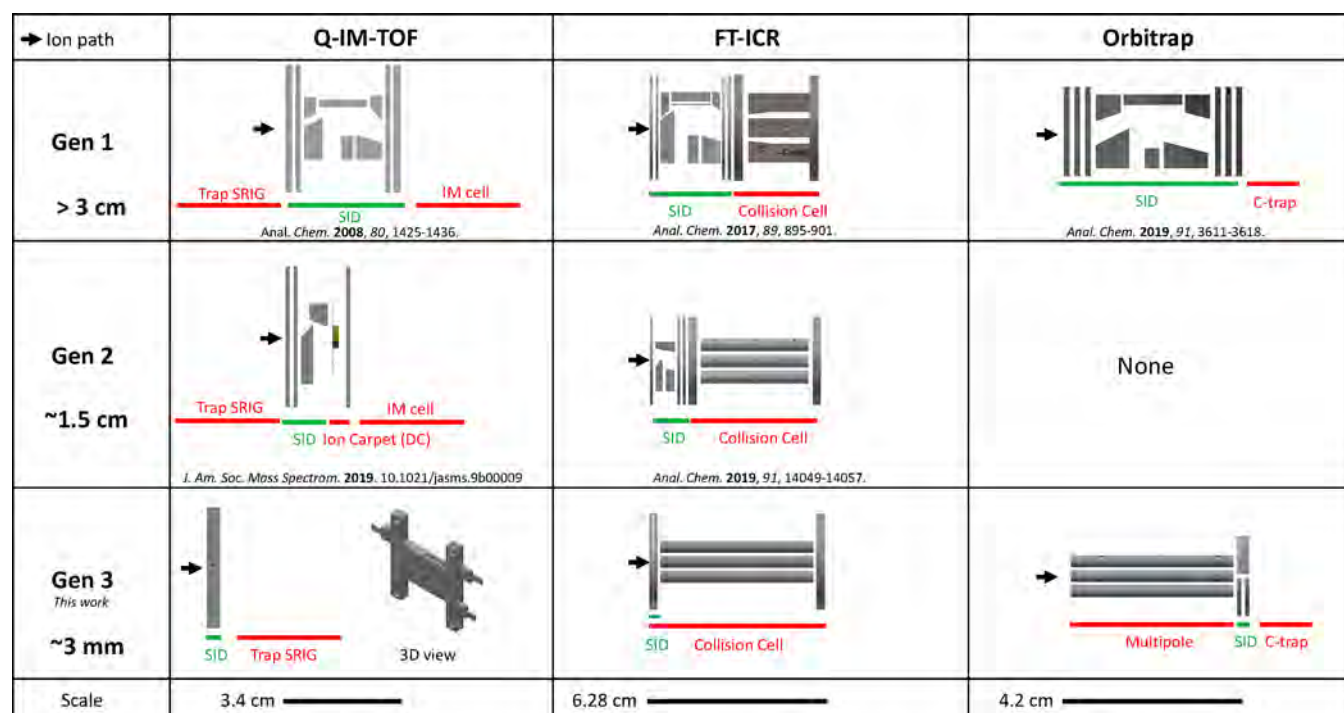 Ion path
Q-IM-TOF
FT-ICR
Orbitrap
Gen 1
> 3 cm
Trap SRIG
IM cell
SID
Anal. Chem. 2008, 80, 1425-1436.
SID
Collision Cell
Anal. Chem. 2017, 89, 895-901.
SID
C-trap
Anal. Chem. 2019, 91, 3611-3618.
Gen 2
~1.5 cm
Trap SRIG
IM cell
SID Ion Carpet (DC)
J. Am. Soc. Mass Spectrom. 2019. 10.1021/jasms.9b00009
SID
Collision Cell
Anal. Chem. 2019, 91, 14049-14057.
None
Gen 3
This work
~3 mm
SID
Trap SRIG
3D view
SID
Collision Cell
Multipole
SID
C-trap
Scale
3.4 cm
6.28 cm
4.2 cm